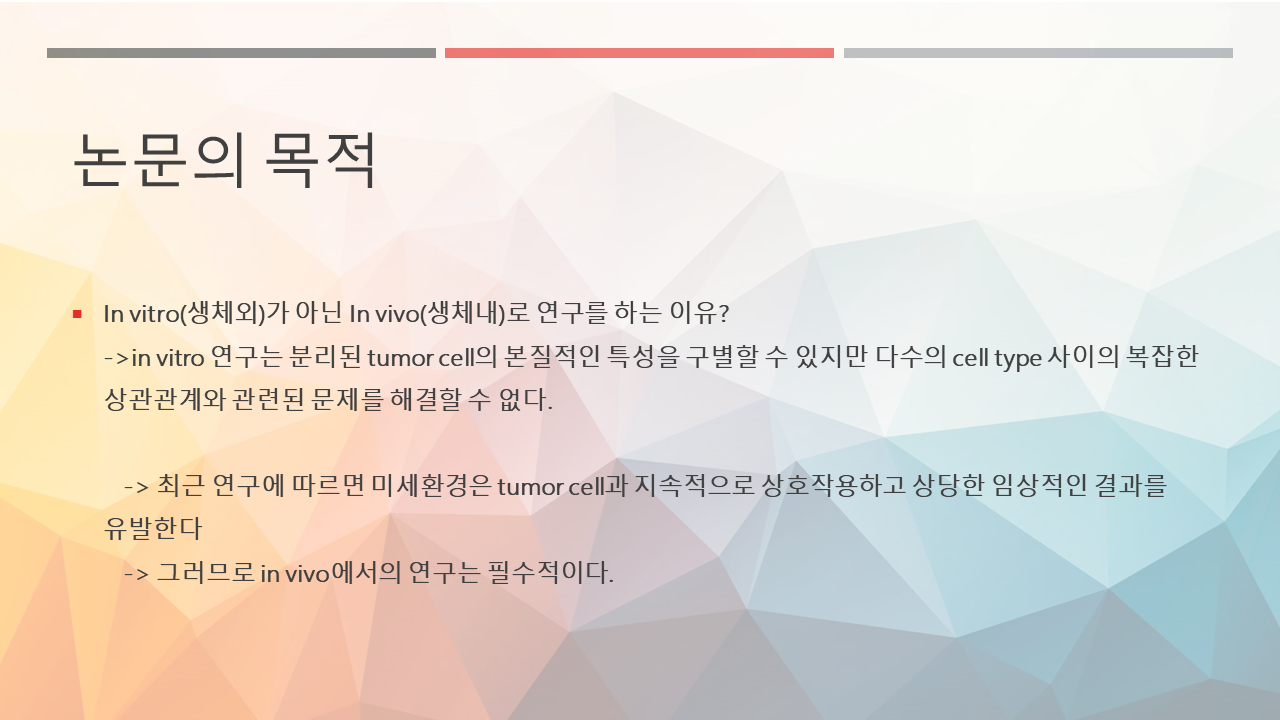 논문의 목적
In vitro(생체외)가 아닌 In vivo(생체내)로 연구를 하는 이유?
->in vitro 연구는 분리된 tumor cell의 본질적인 특성을 구별할 수 있지만 다수의 cell type 사이의 복잡한
상관관계와 관련된 문제를 해결할 수 없다.
-> 최근 연구에 따르면 미세환경은 tumor cell과 지속적으로 상호작용하고 상당한 임상적인 결과를
유발한다
-> 그러므로 in vivo에서의 연구는 필수적이다.